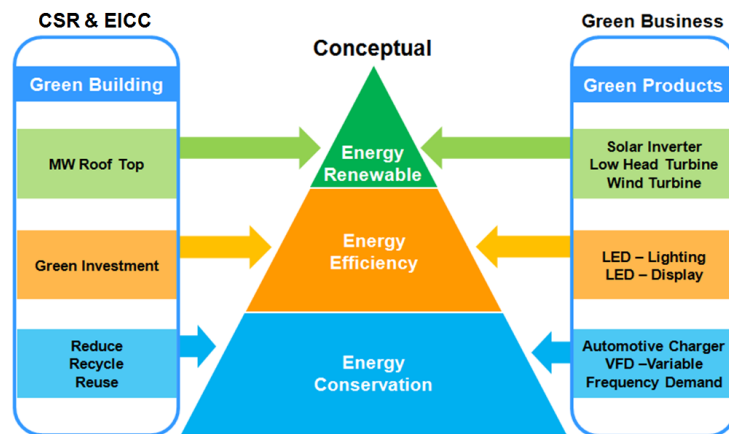 CSR & EICC
Green Building
MW Roof Top
Green Investment
Reduce
Recycle
Reuse
Conceptual
Energy
Renewable
Energy
Efficiency
Energy
Conservation
Green Business
Green Products
Solar Inverter
Low Head Turbine
Wind Turbine
LED – Lighting
LED – Display
Automotive Charger
VFD –Variable
Frequency Demand